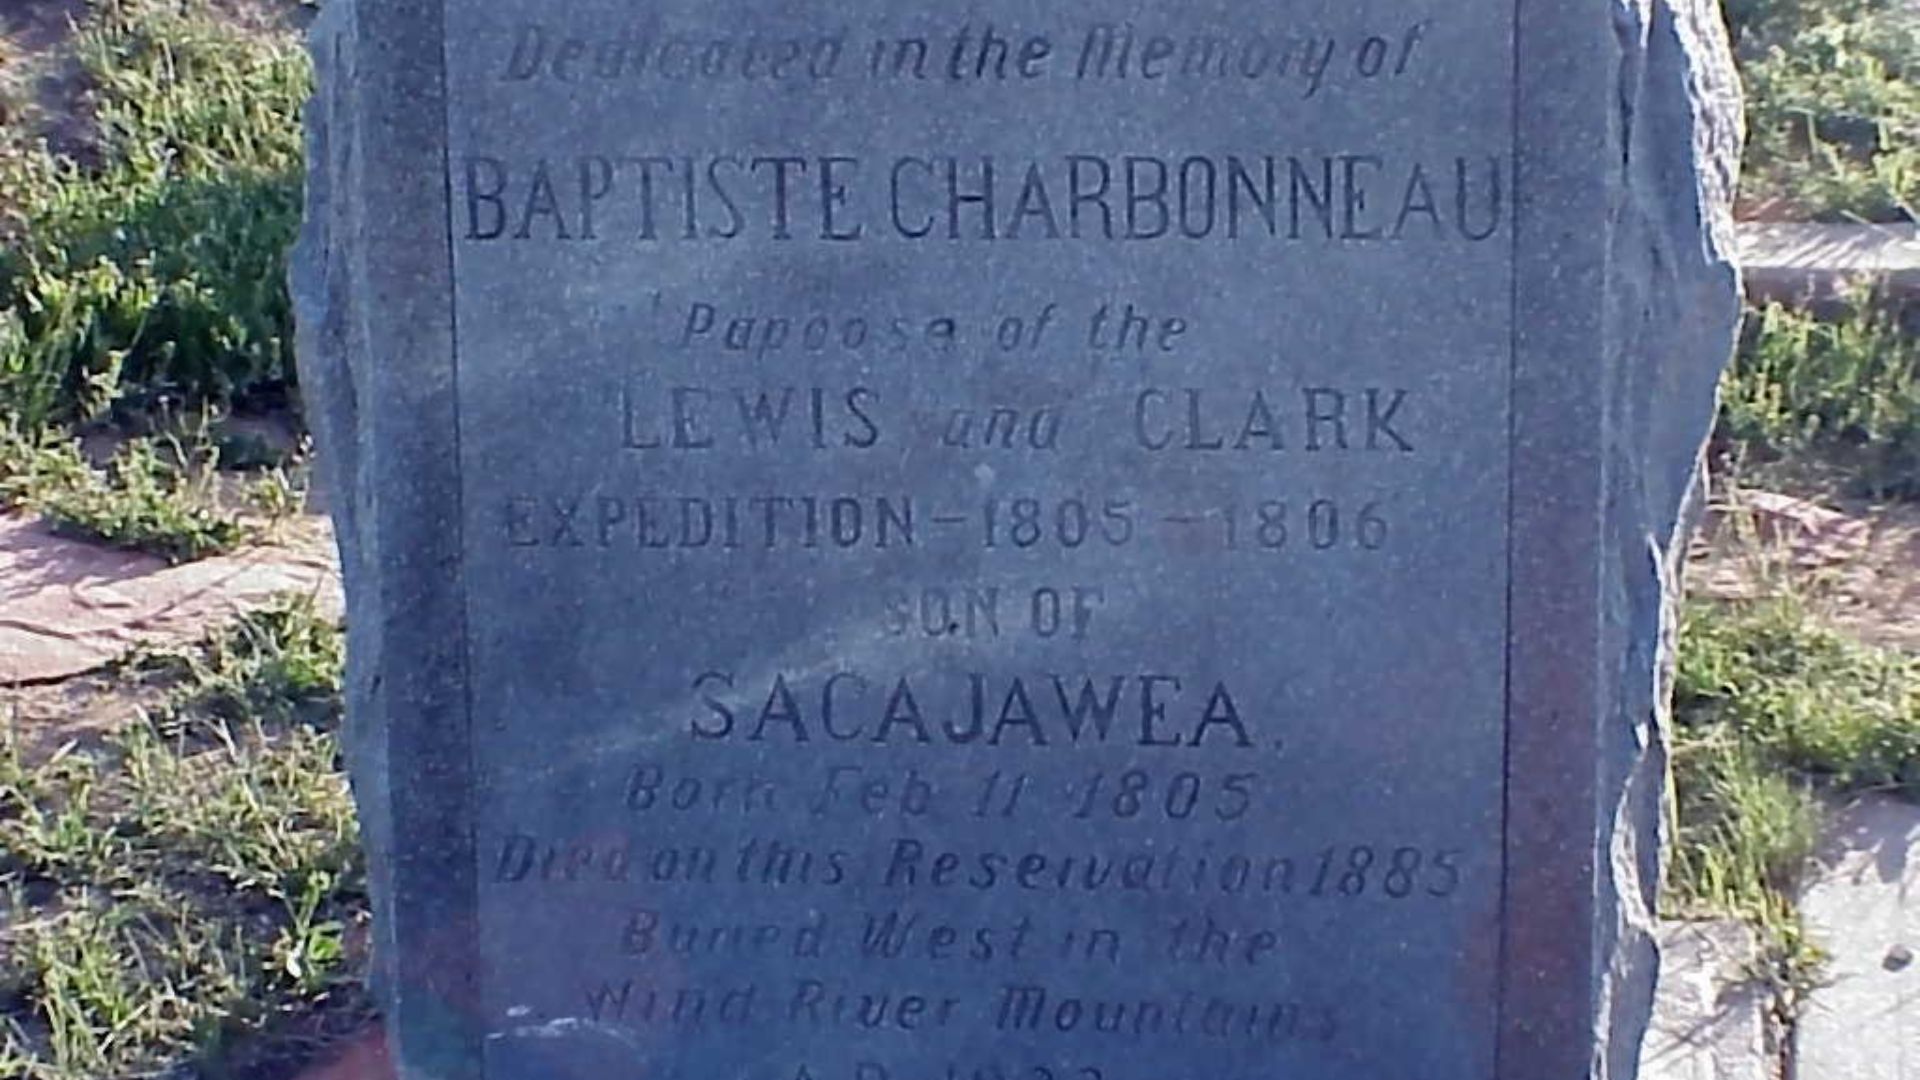 Dedicated in the Memory of
BAPTISTE CHARBONNEAU
Papoose of the
LEWIS and CLARK
EXPEDITION - 1805 - 1806
SON OF
SACAJAWEA.
Born Feb 11 1805
Died on this Reservation 1885
Buried West in the
Wind River Mountains